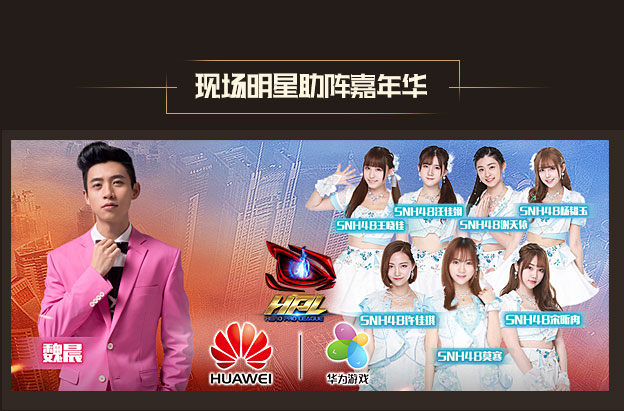 现场明星助阵嘉年华
SNH48汪佳翎
SNH48杨韫玉
SNH48王晓佳
SNH48谢天依
HPL
HERO PRO LEAGUE
SNH48许佳琪
SNH48宋昕冉
魏晨
SNH48莫寒
HUAWEI
华为游戏